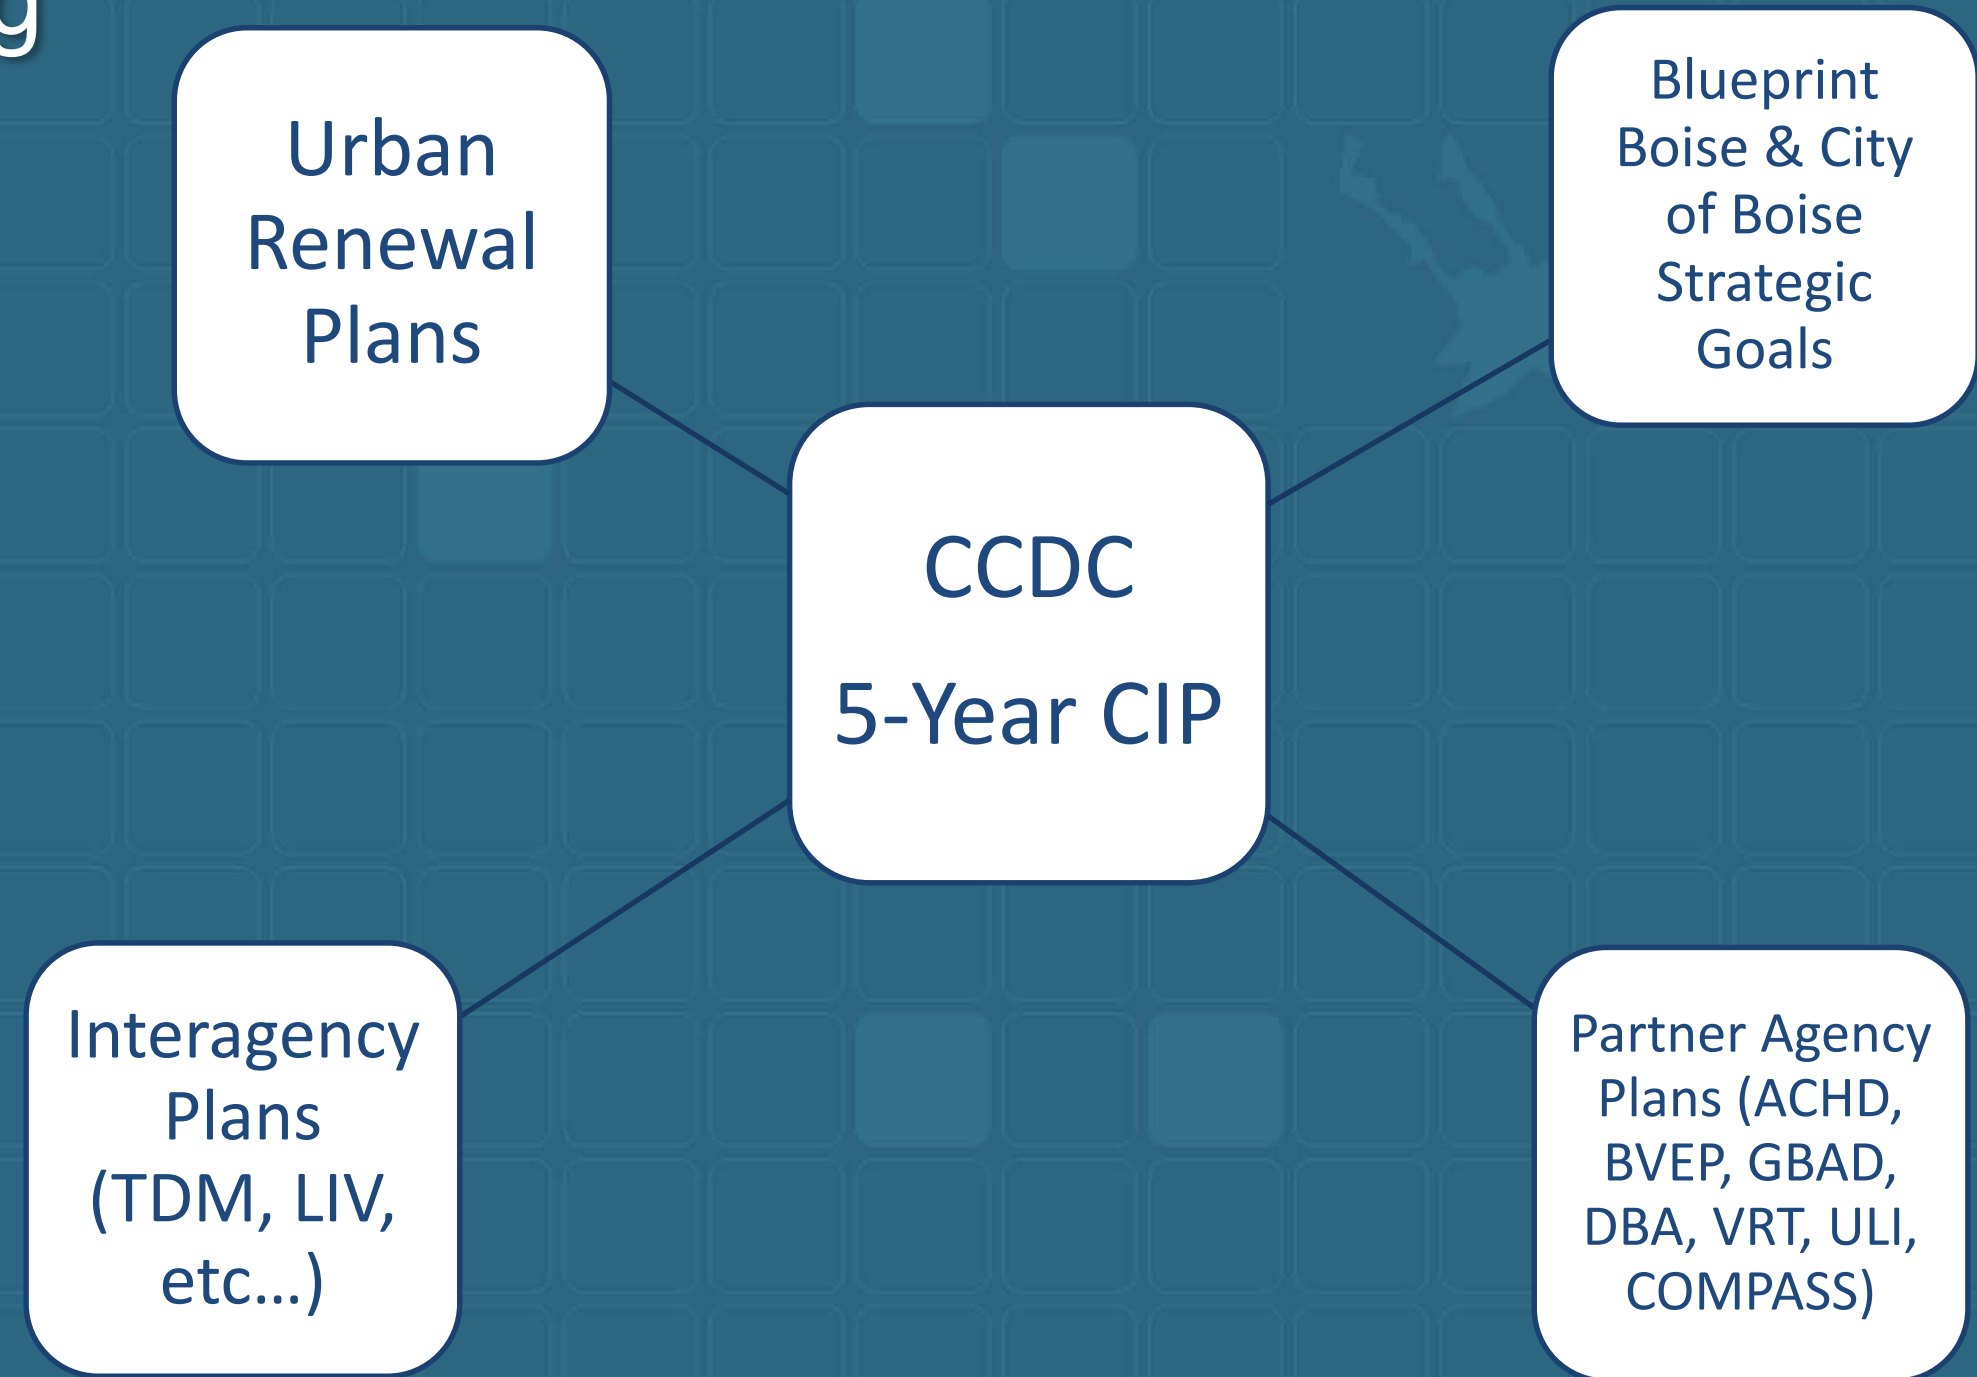 g
Urban
Renewal
Plans
Blueprint
Boise & City
of Boise
Strategic
Goals
CCDC
5-Year CIP
Interagency
Plans
(TDM, LIV,
etc...)
Partner Agency
Plans (ACHD,
BVEP, GBAD,
DBA, VRT, ULI,
COMPASS)